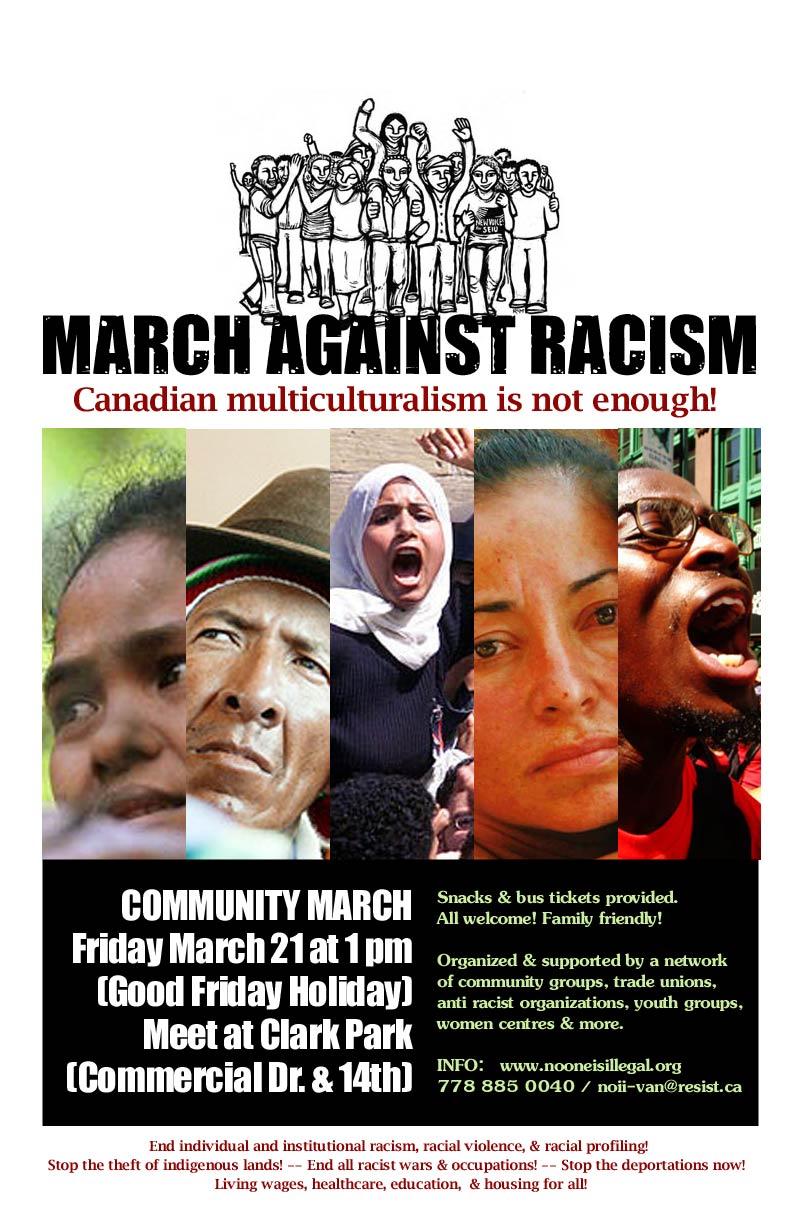 NEW VOICE
for SEIU
MARCH AGAINST RACISM
Canadian multiculturalism is not enough!
COMMUNITY MARCH
Friday March 21 at 1 pm
(Good Friday Holiday)
Meet at Clark Park
(Commercial Dr. & 14th)
Snacks & bus tickets provided.
All welcome! Family friendly!
Organized & supported by a network
of community groups, trade unions,
anti racist organizations, youth groups,
women centres & more.
INFO: www.nooneisillegal.org
778 885 0040 / noii-van@resist.ca
End individual and institutional racism, racial violence, & racial profiling!
Stop the theft of indigenous lands! -- End all racist wars & occupations! -- Stop the deportations now!
Living wages, healthcare, education, & housing for all!